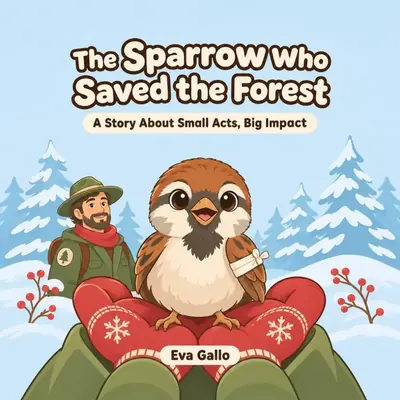 The Sparrow Who
Saved the Forest
A Story About Small Acts, Big Impact
Eva Gallo